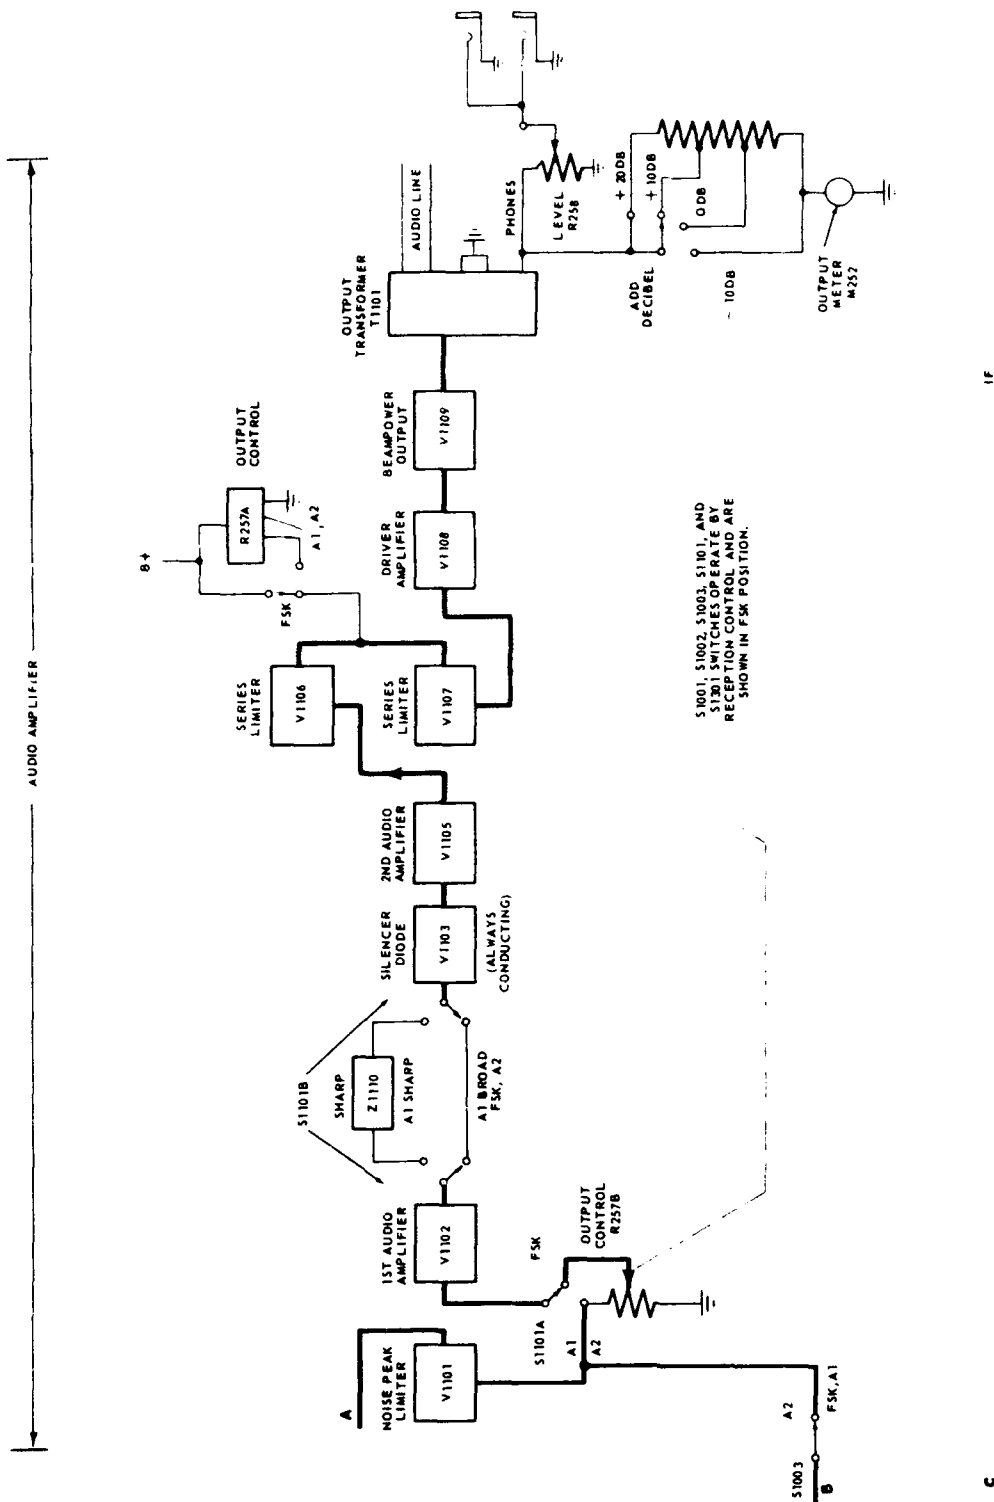 AUDIO AMPLIFIER
A
NOISE PEAK
LIMITER
V1101
S1003
B
A2
FSK, A1
A1
A2
S1101A
FSK
OUTPUT
CONTROL
R257B
1ST AUDIO
AMPLIFIER
V1102
S1101B
SHARP
Z1110
A1 SHARP
A1 BROAD
FSK, A2
SILENCER
DIODE
V1103
(ALWAYS
CONDUCTING)
2ND AUDIO
AMPLIFIER
V1105
SERIES
LIMITER
V1106
SERIES
LIMITER
V1107
8+
FSK
R257A
A1, A2
OUTPUT
CONTROL
DRIVER
AMPLIFIER
V1108
BEAMPOWER
OUTPUT
V1109
OUTPUT
TRANSFORMER
T1101
AUDIO LINE
PHONES
LEVEL
R258
ADD
DECIBEL
+ 20DB
+ 10DB
0DB
- 10DB
OUTPUT
METER
M252
S1001, S1002, S1003, S1101, AND
S1301 SWITCHES OPERATE BY
RECEPTION CONTROL AND ARE
SHOWN IN FSK POSITION.
IF
C